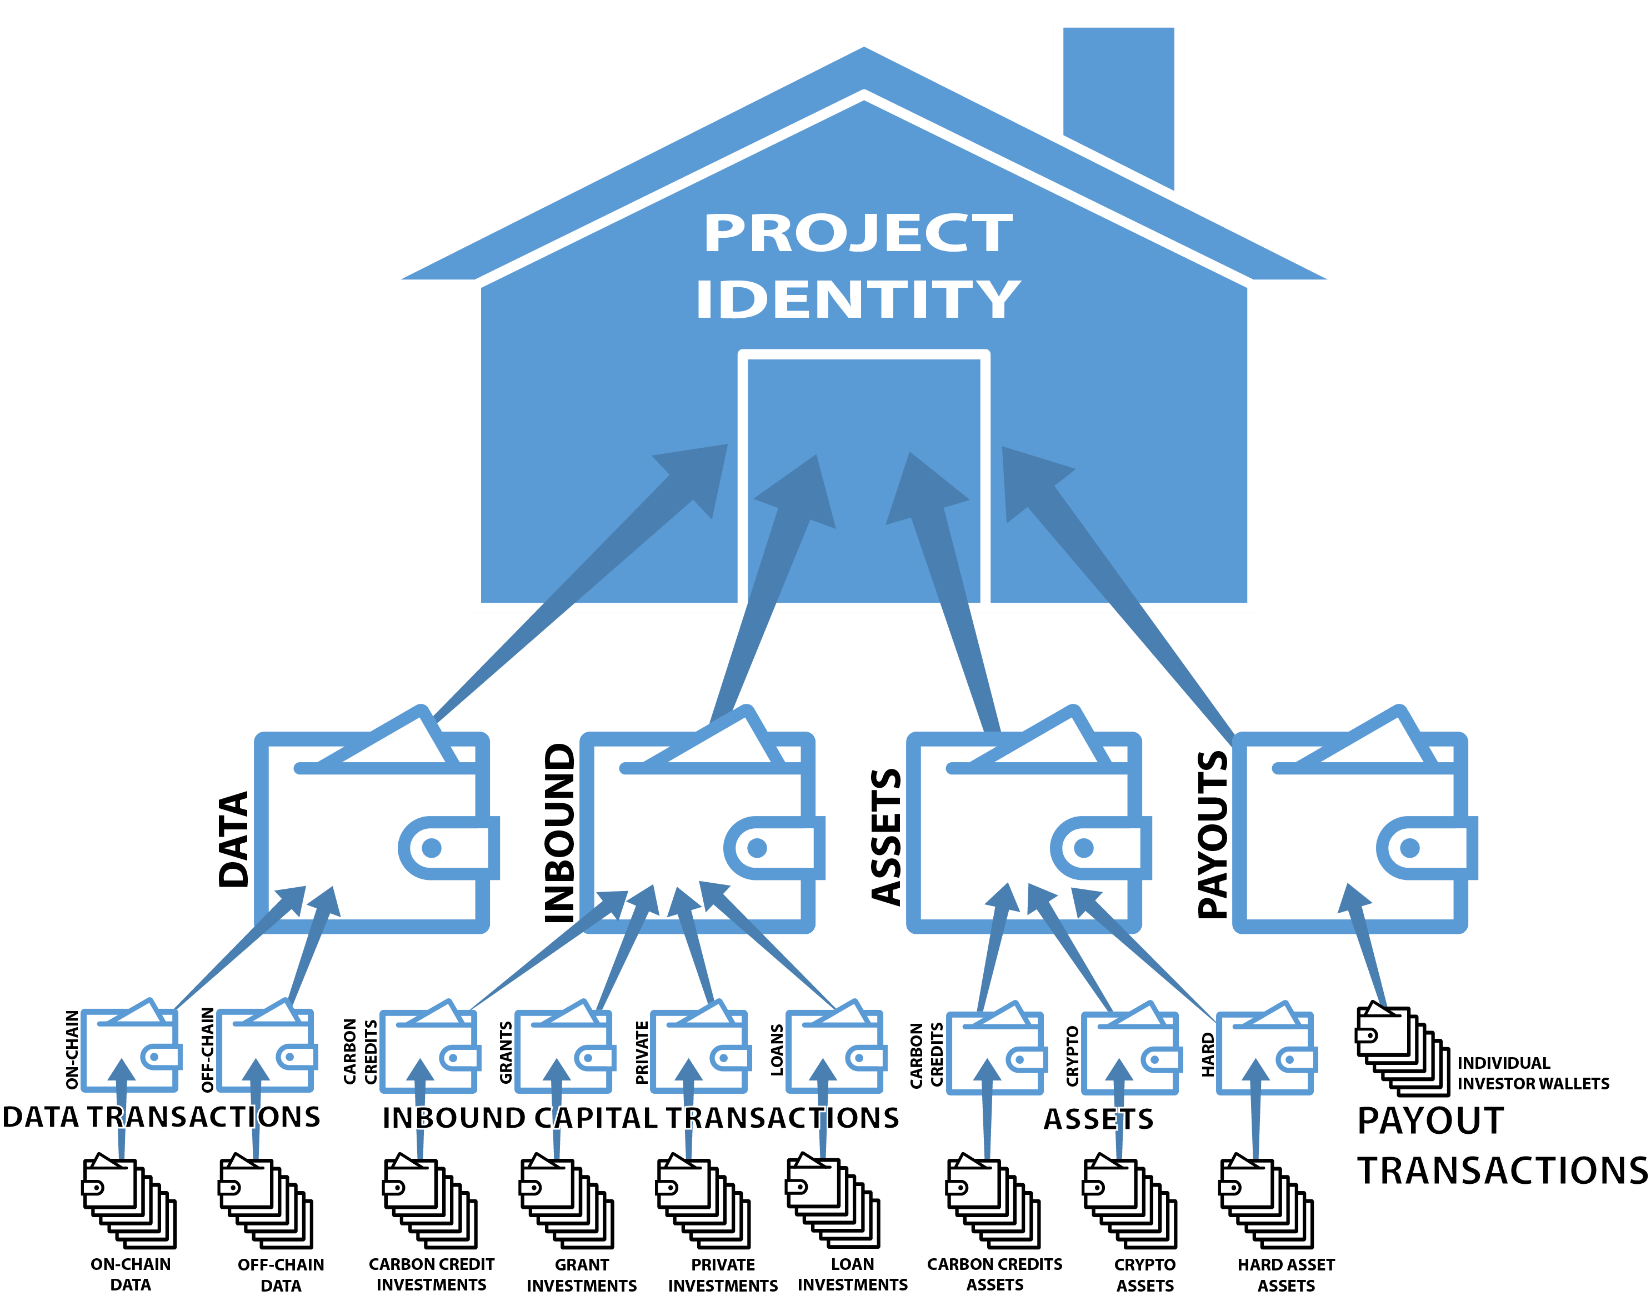 PROJECT
IDENTITY
DATA
INBOUND
ASSETS
PAYOUTS
ON-CHAIN
OFF-CHAIN
CARBON
CREDITS
GRANTS
PRIVATE
LOANS
CARBON
CREDITS
CRYPTO
HARD
INDIVIDUAL
INVESTOR WALLETS
DATA TRANSACTIONS
INBOUND CAPITAL TRANSACTIONS
ASSETS
PAYOUT
TRANSACTIONS
ON-CHAIN
DATA
OFF-CHAIN
DATA
CARBON CREDIT
INVESTMENTS
GRANT
INVESTMENTS
PRIVATE
INVESTMENTS
LOAN
INVESTMENTS
CARBON CREDITS
ASSETS
CRYPTO
ASSETS
HARD ASSET
ASSETS